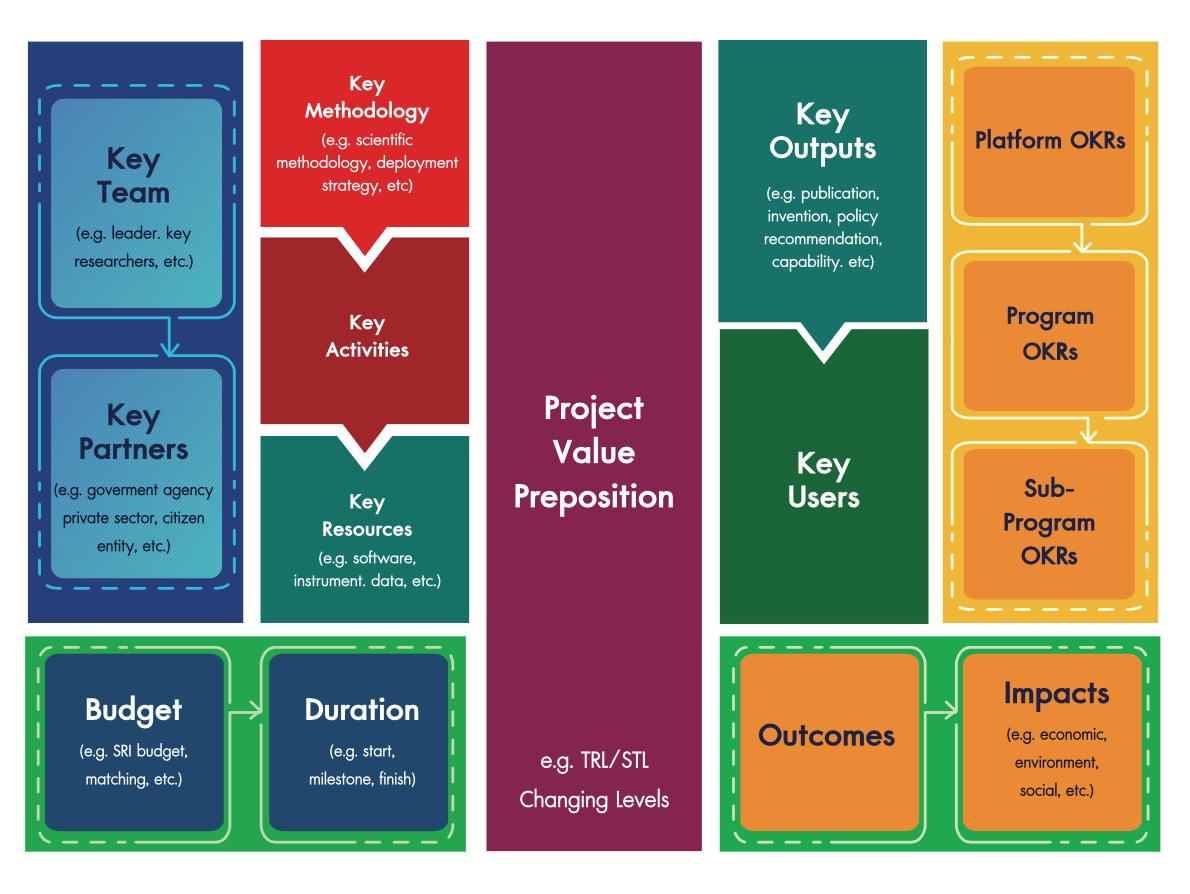 Key
Team
(e.g. leader. key
researchers, etc.)
Key
Partners
(e.g. goverment agency
private sector, citizen
entity, etc.)
Key
Methodology
(e.g. scientific
methodology, deployment
strategy, etc)
Key
Activities
Key
Resources
(e.g. software,
instrument. data, etc.)
Project
Value
Preposition
e.g. TRL/STL
Changing Levels
Key
Outputs
(e.g. publication,
invention, policy
recommendation,
capability. etc)
Key
Users
Platform OKRs
Program
OKRs
Sub-
Program
OKRs
Budget
(e.g. SRI budget,
matching, etc.)
Duration
(e.g. start,
milestone, finish)
Outcomes
Impacts
(e.g. economic,
environment,
social, etc.)